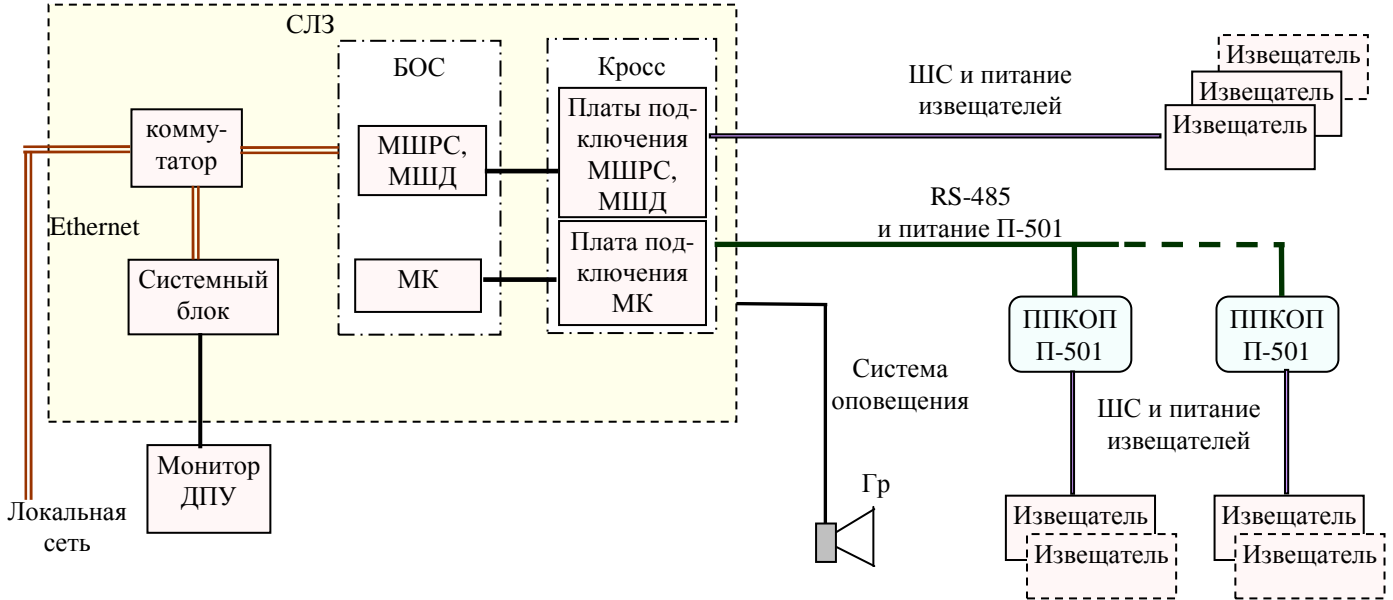 СЛЗ
БОС
Кросс
комму-
татор
МШРС,
МШД
Платы под-
ключения
МШРС,
МШД
ШС и питание
извещателей
Извещатель
Извещатель
Извещатель
Ethernet
Системный
блок
МК
Плата под-
ключения
МК
RS-485
и питание П-501
ППКОП
П-501
ППКОП
П-501
Система
оповещения
ШС и питание
извещателей
Монитор
ДПУ
Локальная
сеть
Гр
Извещатель
Извещатель
Извещатель
Извещатель